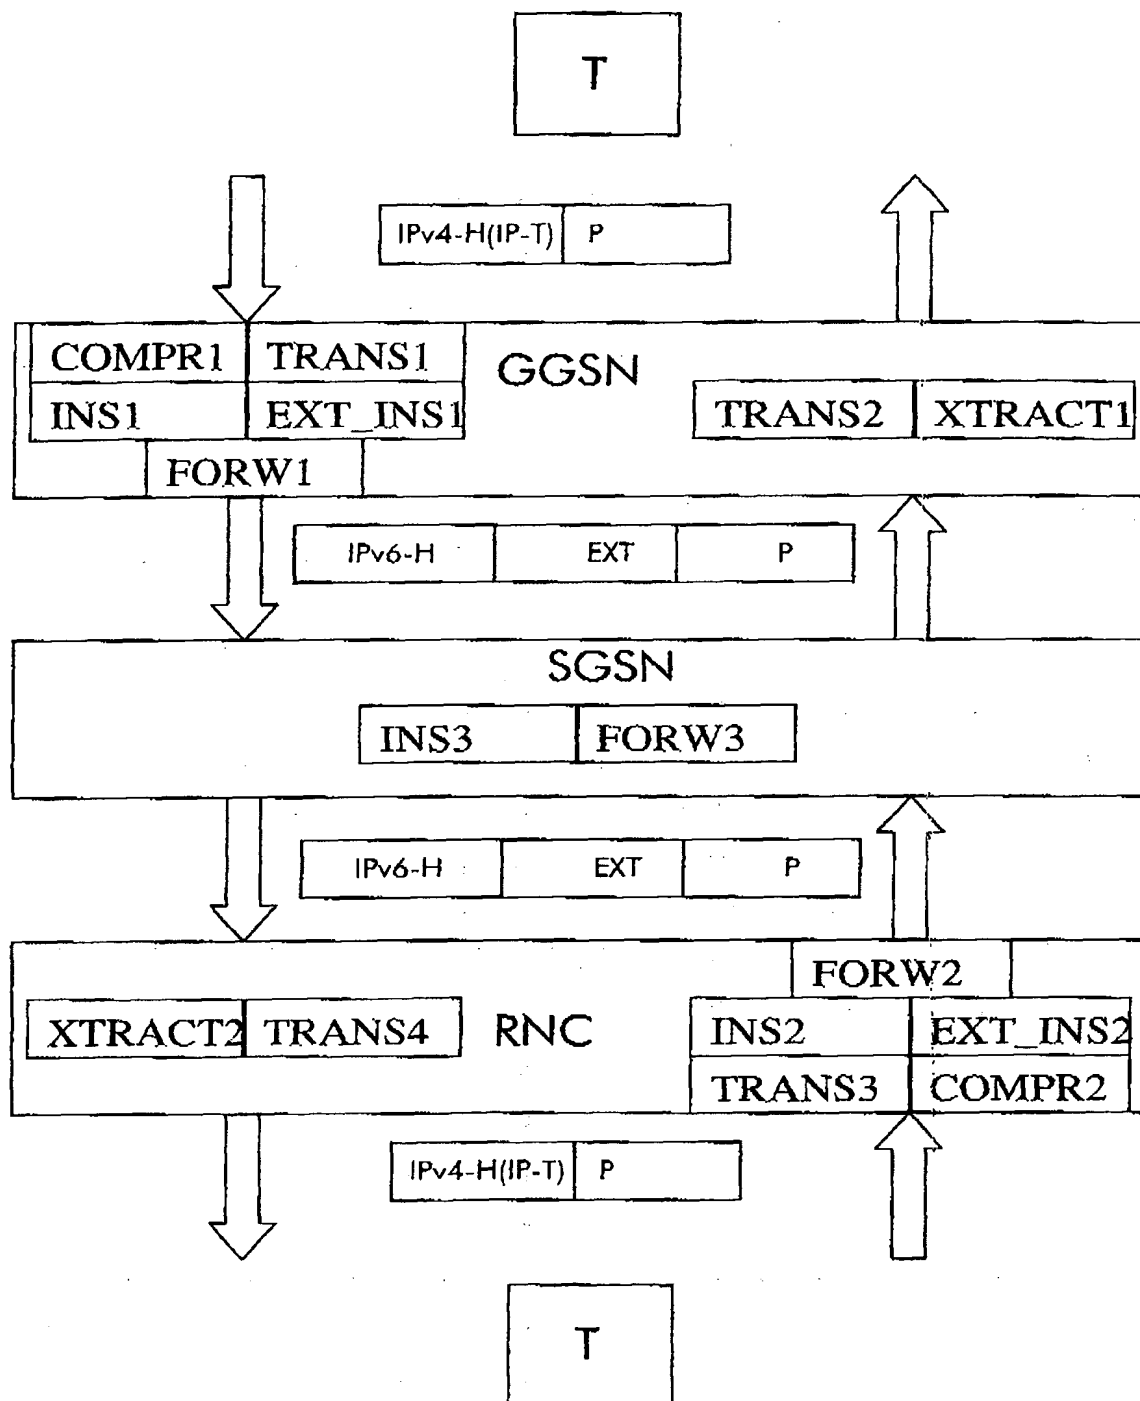 T
IPv4-H(IP-T) P
COMPR1 TRANS1
GGSN
INS1 EXT_INS1
TRANS2 XTRACT1
FORW1
IPv6-H EXT P
SGSN
INS3 FORW3
IPv6-H EXT P
FORW2
XTRACT2 TRANS4
RNC
INS2 EXT_INS2
TRANS3 COMPR2
IPv4-H(IP-T) P
T